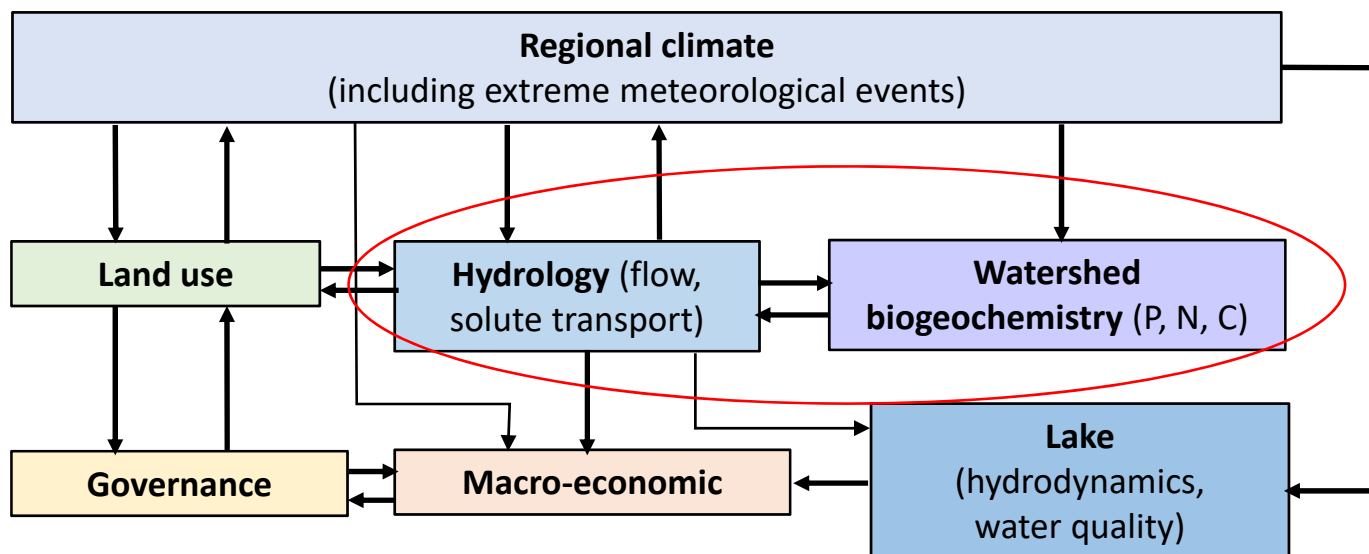 Regional climate
(including extreme meteorological events)
Land use
Hydrology (flow,
solute transport)
Watershed
biogeochemistry (P, N, C)
Governance
Macro-economic
Lake
(hydrodynamics,
water quality)